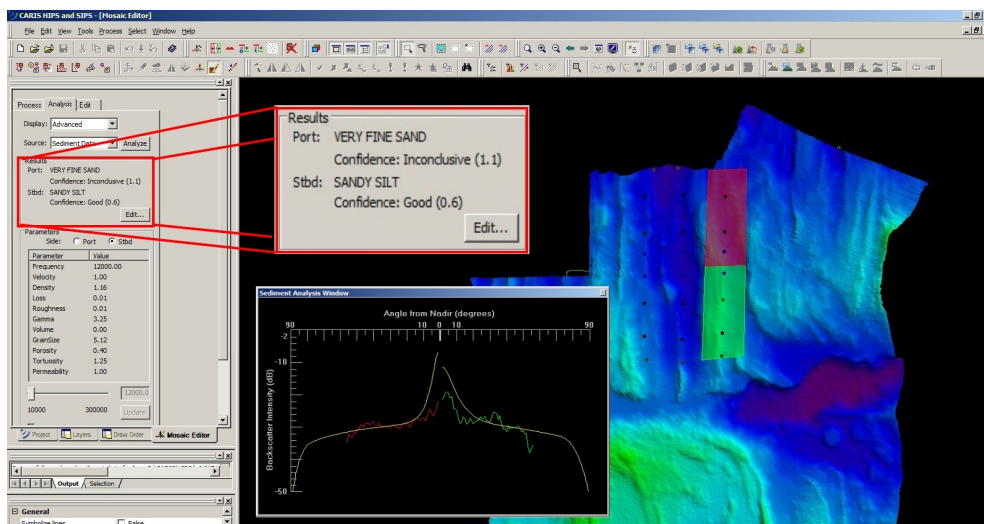 CARIS HIPS and SIPS - [Mosaic Editor]
File Edit View Tools Process Select Window Help
Process Analysis Edit
Display: Advanced
Source: Sediment Data Analyze
Results
Port: VERY FINE SAND
Confidence: Inconclusive (1.1)
Stbd: SANDY SILT
Confidence: Good (0.6)
Edit...
Parameters
Side: Port Stbd
Parameter Value
Frequency 12000.00
Velocity 1.00
Density 1.16
Loss 0.01
Roughness 0.01
Gamma 3.25
Volume 0.00
GrainSize 5.12
Porosity 0.40
Tortuosity 1.25
Permeability 1.00
12000.0
10000 300000 Update
Project Layers Draw Order Mosaic Editor
Output Selection
General
Symbolize lines False
Results
Port: VERY FINE SAND
Confidence: Inconclusive (1.1)
Stbd: SANDY SILT
Confidence: Good (0.6)
Edit...
Sediment Analysis Window
Angle from Nadir (degrees)
90 10 0 10 90
-2
-10
Backscatter Intensity (dB)
-50